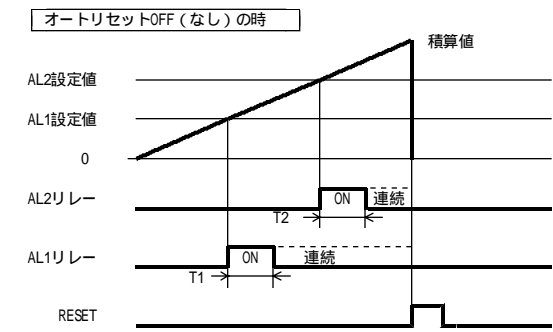 オートリセットOFF(なし)の時
積算値
AL2設定値
AL1設定値
0
AL2リレー
ON
連続
T2
AL1リレー
ON
連続
T1
RESET